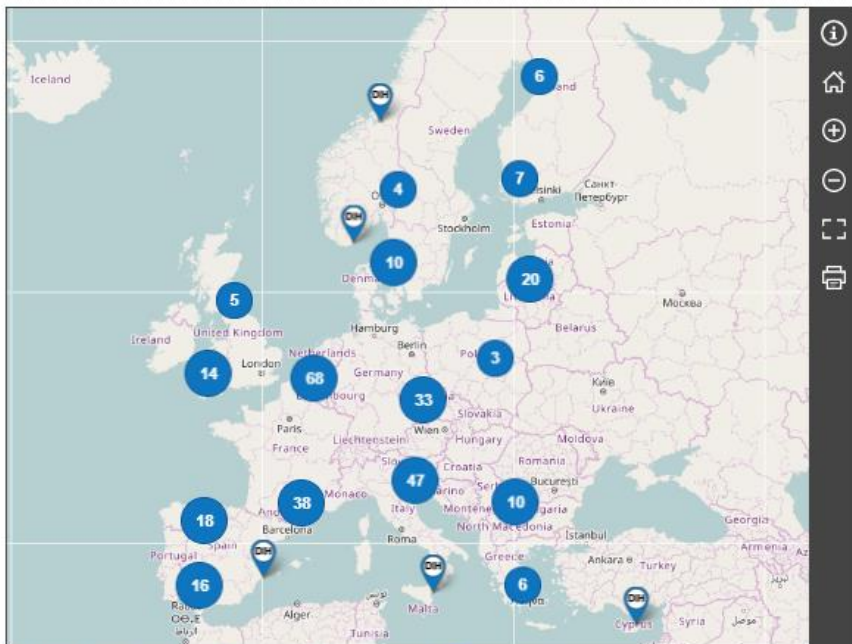 Iceland
6
DIH
Sweden
4
7
Санкт-
Петербург
DIH
Stockholm
Estonia
10
20
5
Москва
Ireland
United Kingdom
Hamburg
Belarus
Berlin
3
Netherlands
14
London
68
Germany
Київ
33
Ukraine
Slovakia
Paris
Wien
Liechtenstein
Hungary
Moldova
France
Romania
47
Croatia
București
38
Monaco
Italy
10
18
Barcelona
North Macedonia
Roma
Istanbul
Georgia
Portugal
Spain
DIH
Greece
Ankara
Armenia
Turkey
16
DIH
6
Malta
DIH
Cyprus
Alger
تونس
Tunisia
Syria
موصل